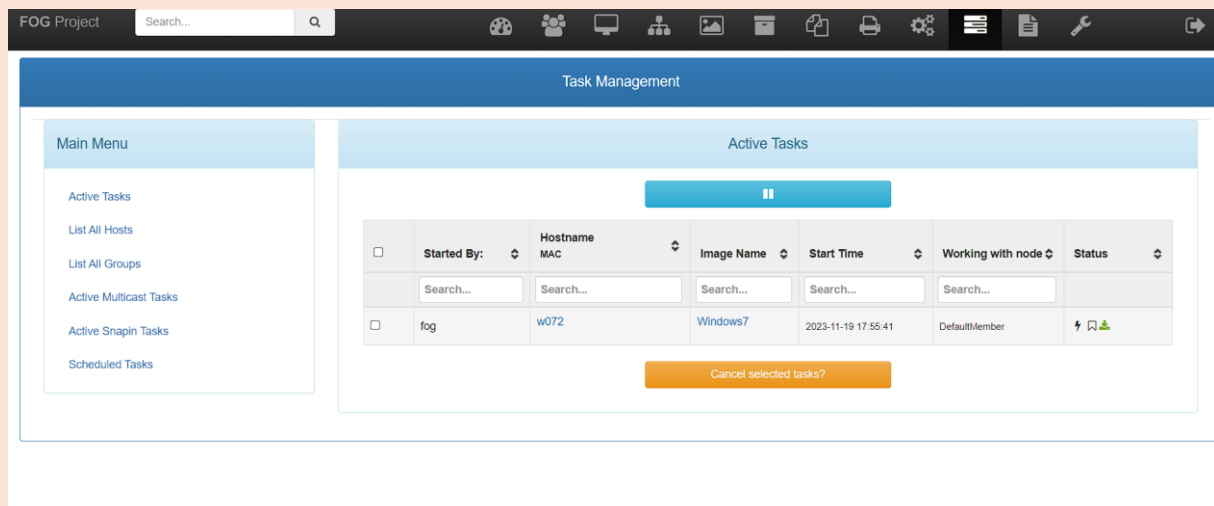 FOG Project Search...
Task Management
Main Menu
Active Tasks
List All Hosts
List All Groups
Active Multicast Tasks
Active Snapin Tasks
Scheduled Tasks
Active Tasks
Started By: Hostname MAC Image Name Start Time Working with node Status
Search... Search... Search... Search... Search...
fog w072 Windows7 2023-11-19 17:55:41 DefaultMember
Cancel selected tasks?